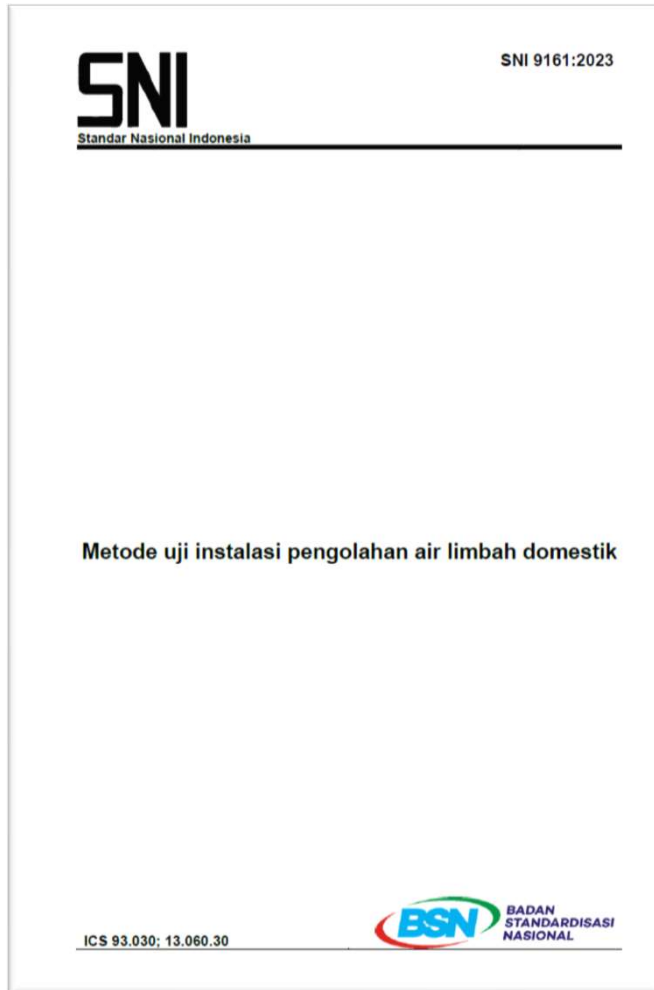 SNI 9161:2023
SNI
Standar Nasional Indonesia
Metode uji instalasi pengolahan air limbah domestik
ICS 93.030; 13.060.30
BSN
BADAN
STANDARDISASI
NASIONAL